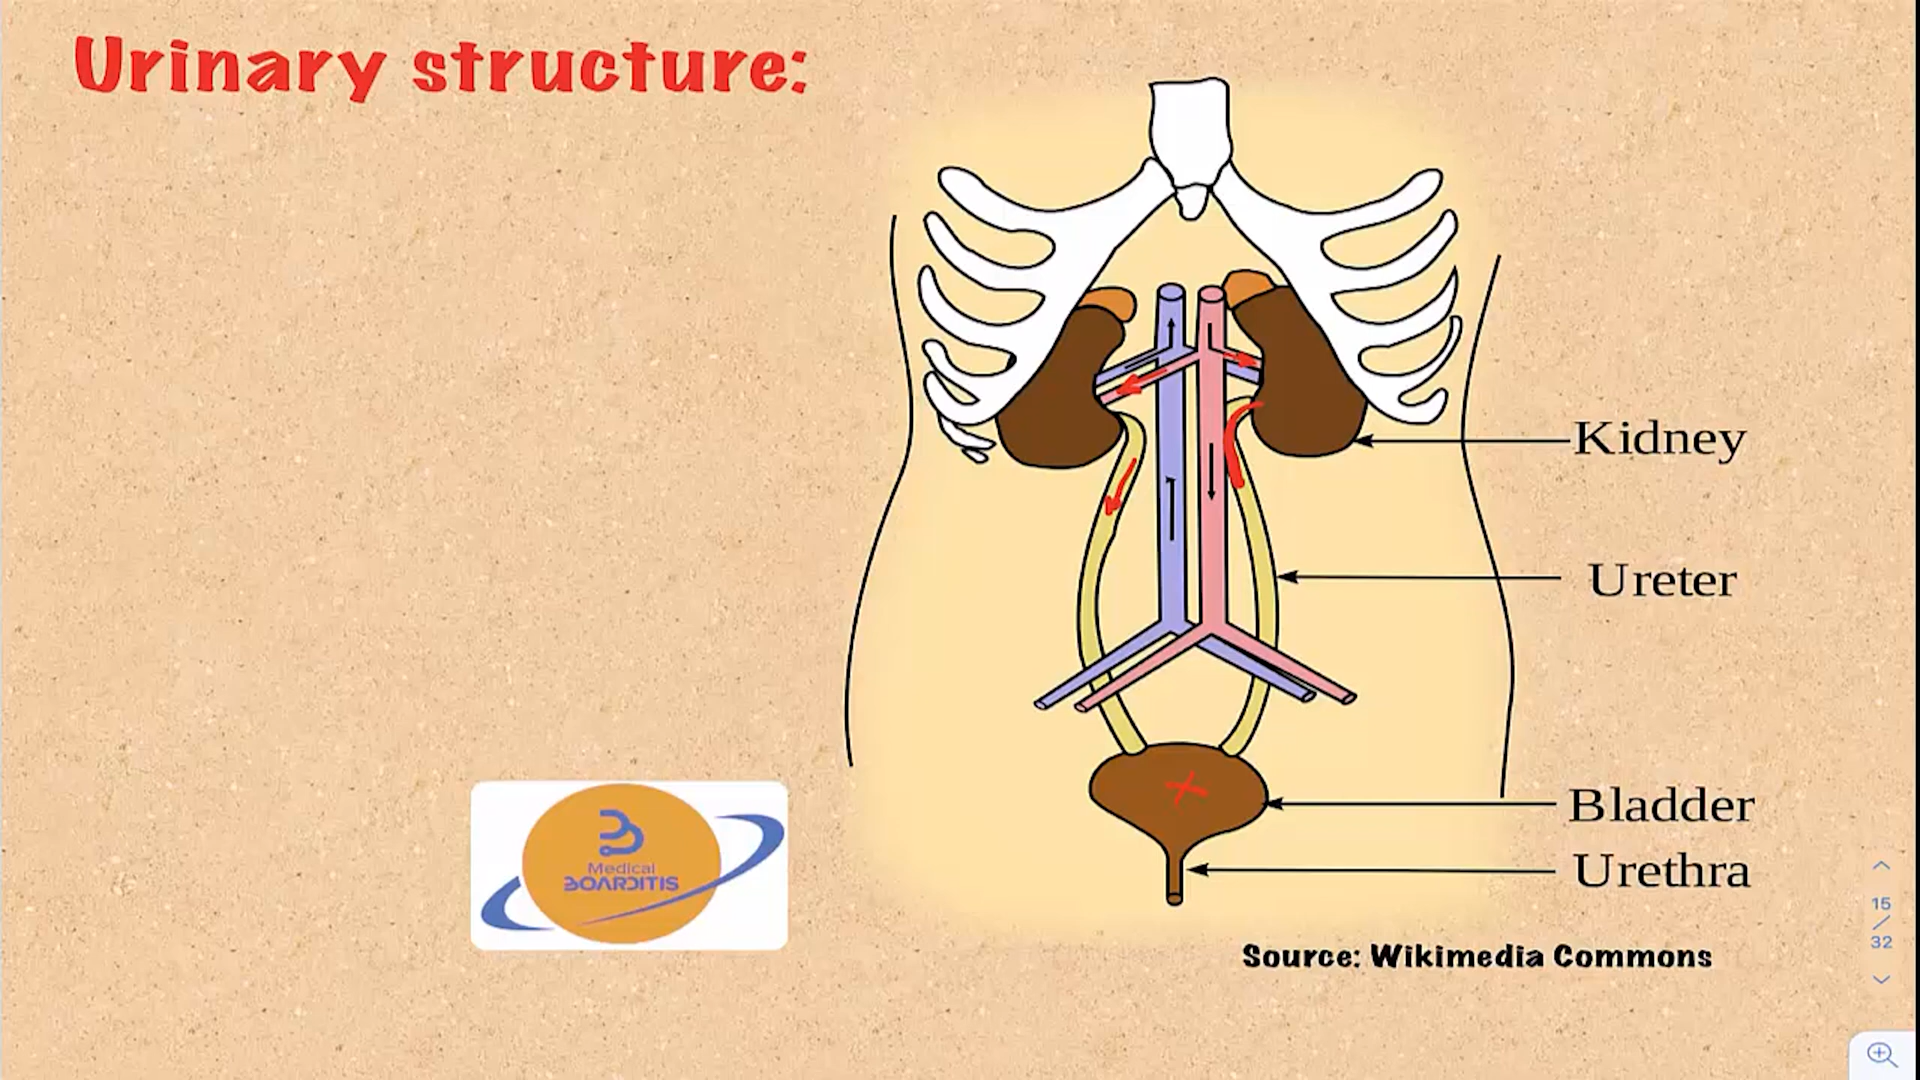 Urinary structure:
Kidney
Ureter
Bladder
Urethra
Medical
BOARDITIS
Source: Wikimedia Commons
15
/
32